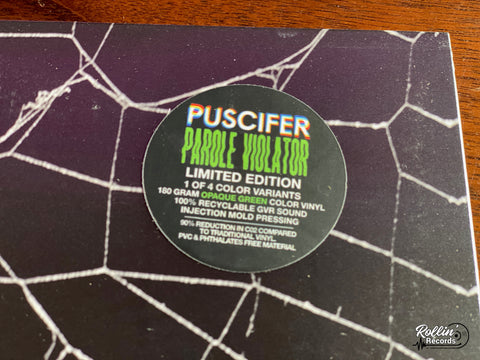 PUSCIFER
PAROLE VIOLATOR
LIMITED EDITION
1 OF 4 COLOR VARIANTS
180 GRAM OPAQUE GREEN COLOR VINYL
100% RECYCLABLE GVR SOUND
INJECTION MOLD PRESSING
90% REDUCTION IN C02 COMPARED
TO TRADITIONAL VINYL.
PVC & PHTHALATES FREE MATERIAL
Rollin'
Records